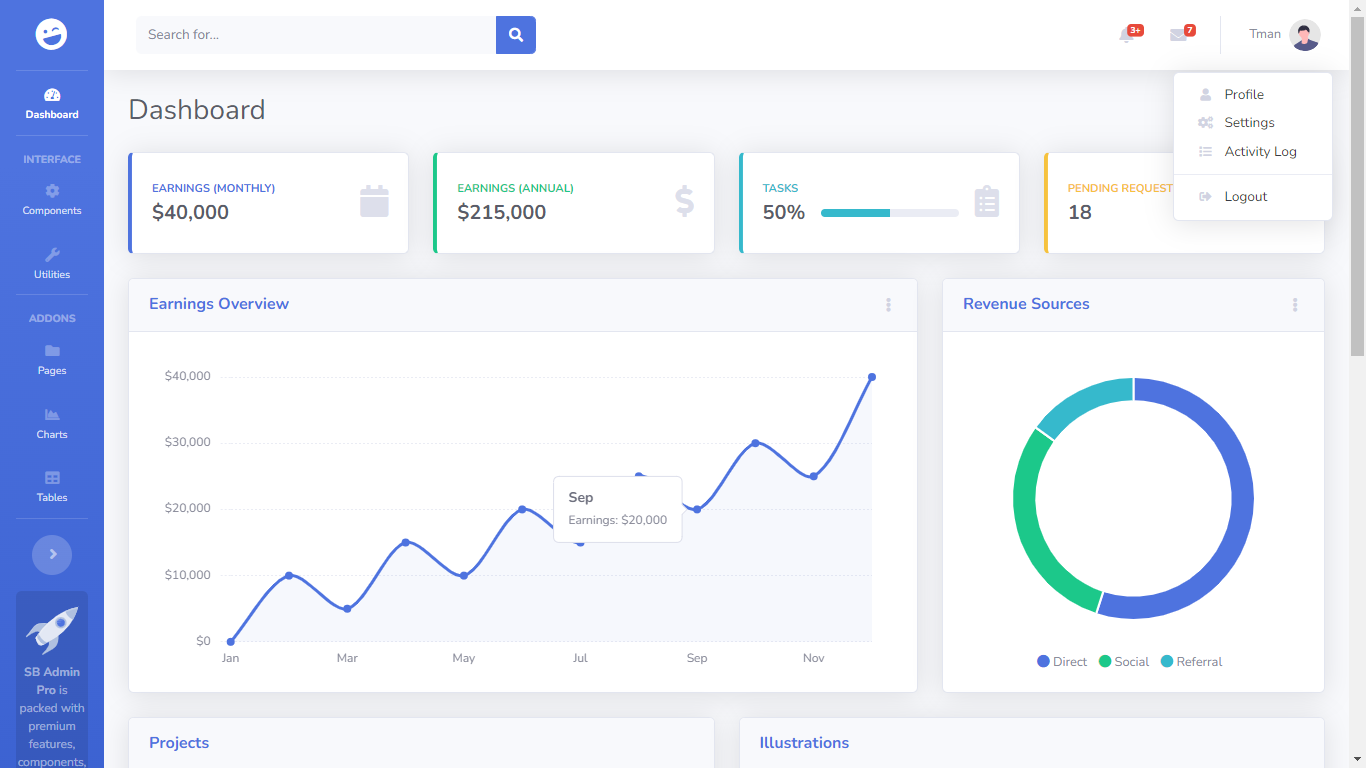 Search for...
3+
7
Tman
Dashboard
INTERFACE
Components
Utilities
ADDONS
Pages
Charts
Tables
SB Admin
Pro is
packed with
premium
features,
components,
Dashboard
Profile
Settings
Activity Log
Logout
EARNINGS (MONTHLY)
$40,000
EARNINGS (ANNUAL)
$215,000
TASKS
50%
PENDING REQUEST
18
Earnings Overview
$40,000
$30,000
$20,000
$10,000
$0
Jan Mar May Jul Sep Nov
Sep
Earnings: $20,000
Revenue Sources
Direct Social Referral
Projects
Illustrations